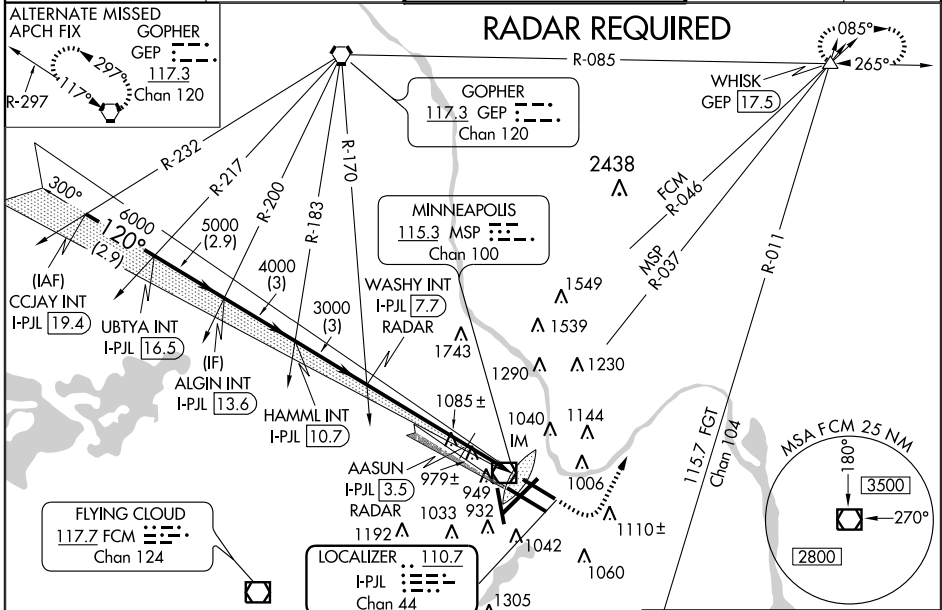 ALTERNATE MISSED
APCH FIX
GOPHER
GEP
117.3
Chan 120
297°
117°
R-297
RADAR REQUIRED
R-085
085°
265°
WHISK
GEP 17.5
GOPHER
117.3 GEP
Chan 120
R-232
R-217
R-200
R-183
R-170
2438
FCM
R-046
MSP
R-037
R-011
300°
6000
120°
(2.9)
5000
(2.9)
4000
(3)
3000
(3)
MINNEAPOLIS
115.3 MSP
Chan 100
(IAF)
CCJAY INT
I-PJL 19.4
UBTYA INT
I-PJL 16.5
(IF)
ALGIN INT
I-PJL 13.6
HAMML INT
I-PJL 10.7
WASHY INT
I-PJL 7.7
RADAR
1743
1549
1539
1290
1230
1085±
1040
1144
IM
AASUN
I-PJL 3.5
RADAR
979±
949
1006
115.7 FGT
Chan 104
MSA FCM 25 NM
180°
3500
270°
2800
FLYING CLOUD
117.7 FCM
Chan 124
1192
1033
932
1042
1110±
1060
LOCALIZER 110.7
I-PJL
Chan 44
1305